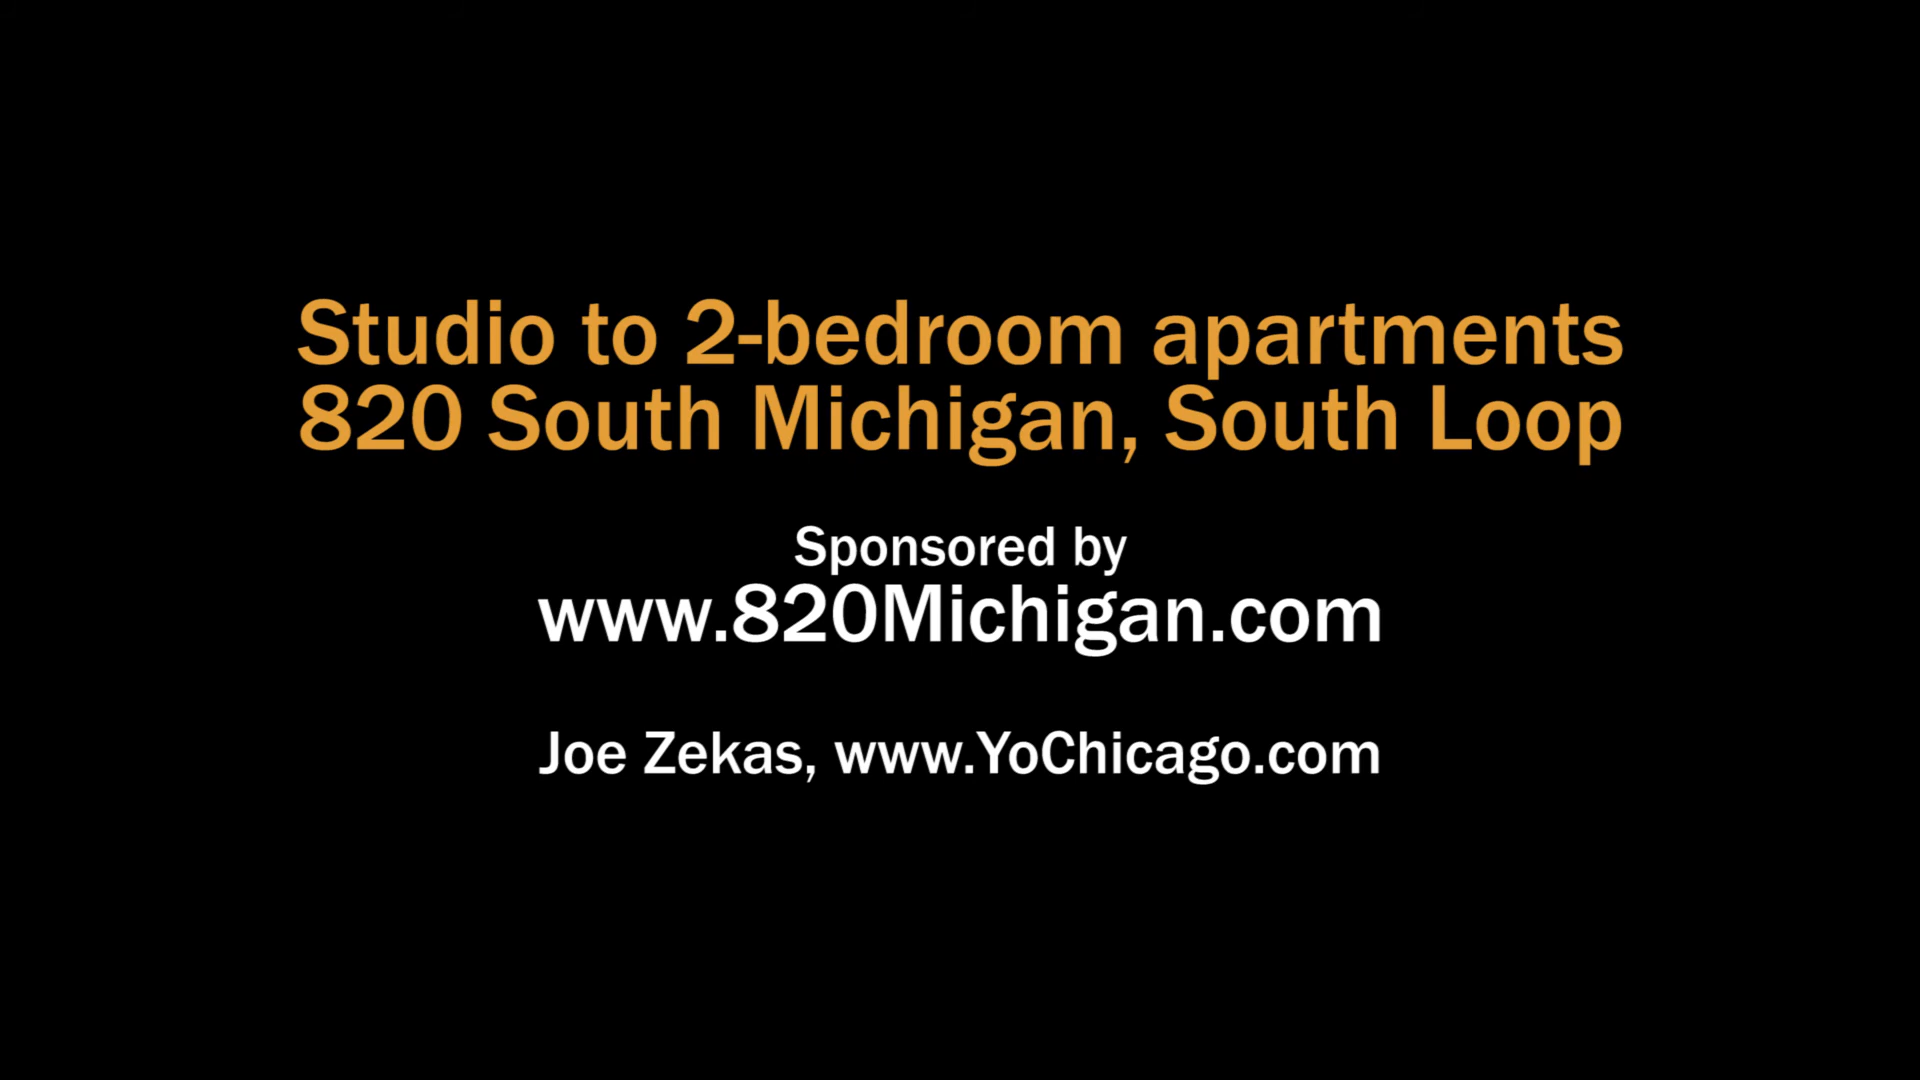 Studio to 2-bedroom apartments
820 South Michigan, South Loop
Sponsored by
www.820Michigan.com
Joe Zekas, www.YoChicago.com